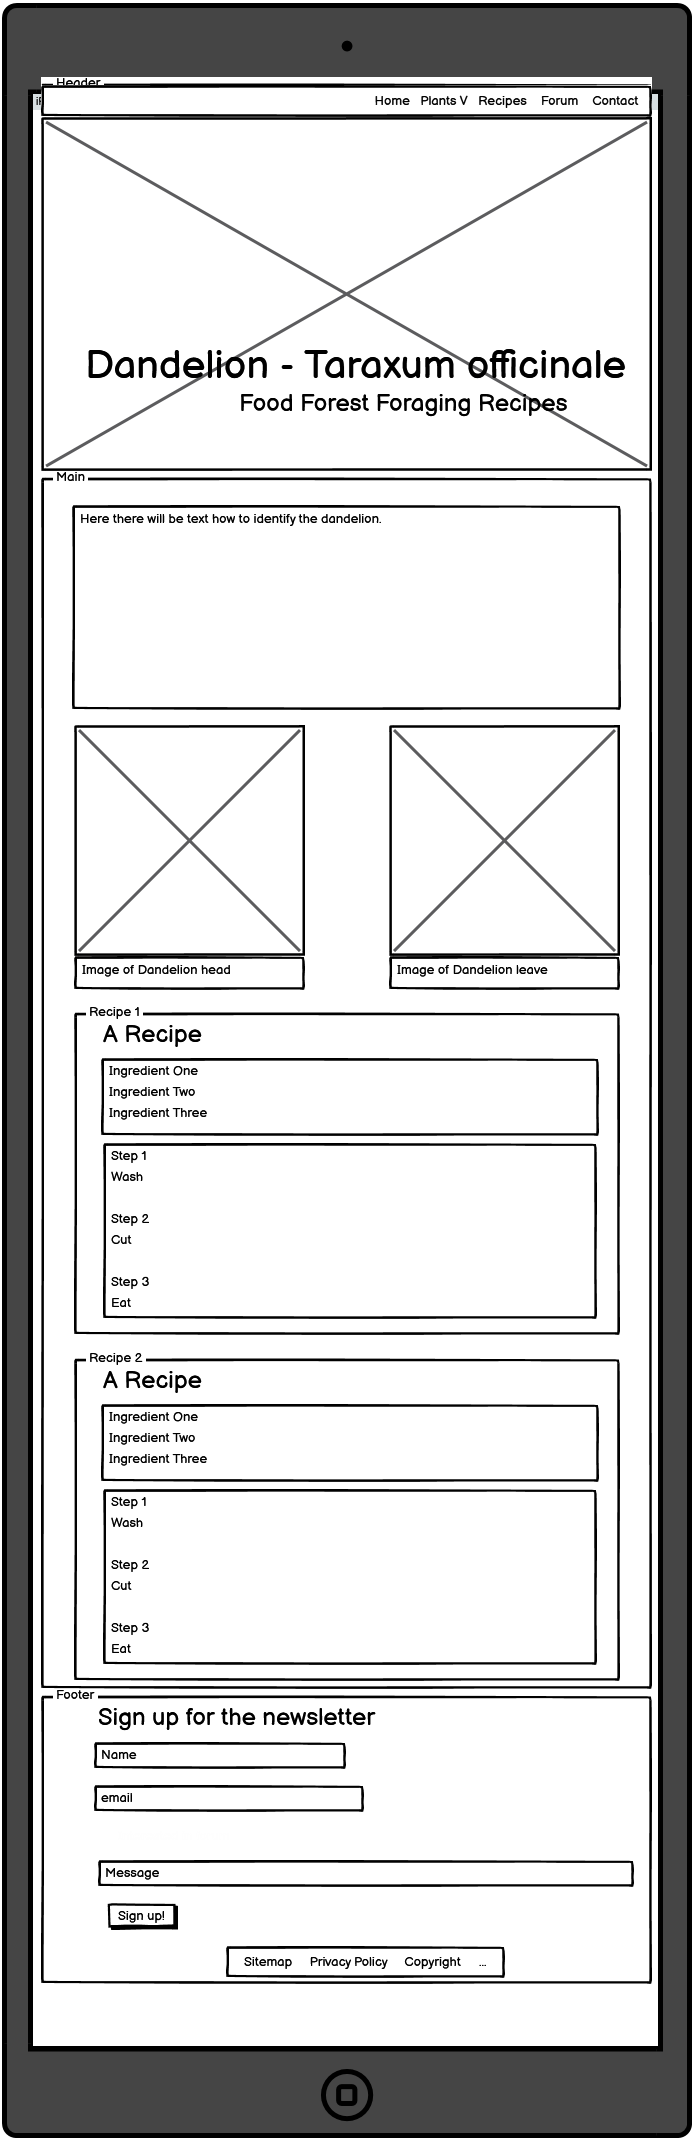 Header
Home Plants V Recipes Forum Contact
Dandelion - Taraxum officinale
Food Forest Foraging Recipes
Main
Here there will be text how to identify the dandelion.
Image of Dandelion head
Image of Dandelion leave
Recipe 1
A Recipe
Ingredient One
Ingredient Two
Ingredient Three
Step 1
Wash
Step 2
Cut
Step 3
Eat
Recipe 2
A Recipe
Ingredient One
Ingredient Two
Ingredient Three
Step 1
Wash
Step 2
Cut
Step 3
Eat
Footer
Sign up for the newsletter
Name
email
Message
Sign up!
Sitemap Privacy Policy Copyright ...